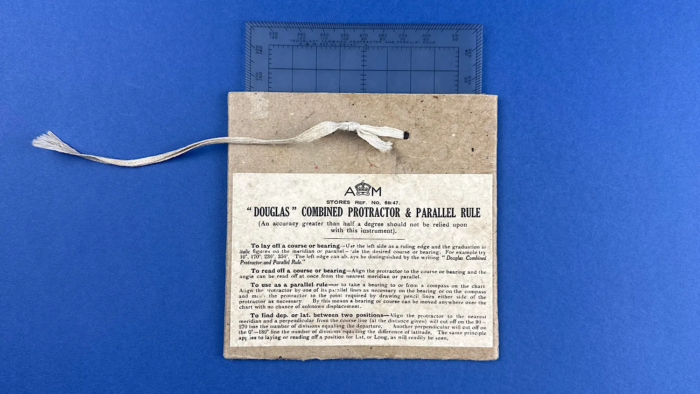 A M
STORES REF. No. 6B/47.
"DOUGLAS" COMBINED PROTRACTOR & PARALLEL RULE
(An accuracy greater than half a degree should not be relied upon
with this instrument).
To lay off a course or bearing—Use the left side as a ruling edge and the graduation is
figures on the meridian or parallel the desired course or bearing. For example try
10°, 170°, 350°. The left edge can always be distinguished by the writing "Douglas Combined
Protractor and Parallel Rule."
To read off a course or bearing—Align the protractor to the course or bearing and the
angle can be read off at once from the nearest meridian or parallel.
To use as a parallel rule—or to take a bearing to or from a compass on the chart
Align the protractor by one of its parallel lines as necessary on the bearing or on the compass
and the protractor to the point required by drawing pencil lines either side of the
protractor as necessary. By this means a bearing or course can be moved anywhere over the
chart with no chance of unknown displacement.
To find dep. or lat. between two positions—Align the protractor to the nearest
meridian and a perpendicular from the course line (at the distance given) will cut off on the 90–
270 line the number of divisions equalling the departure. Another perpendicular will cut off on
the 0°–180° line the number of divisions equalling the difference of latitude. The same principle
applies to laying or reading off a position for Lat. or Long. as will readily be seen.